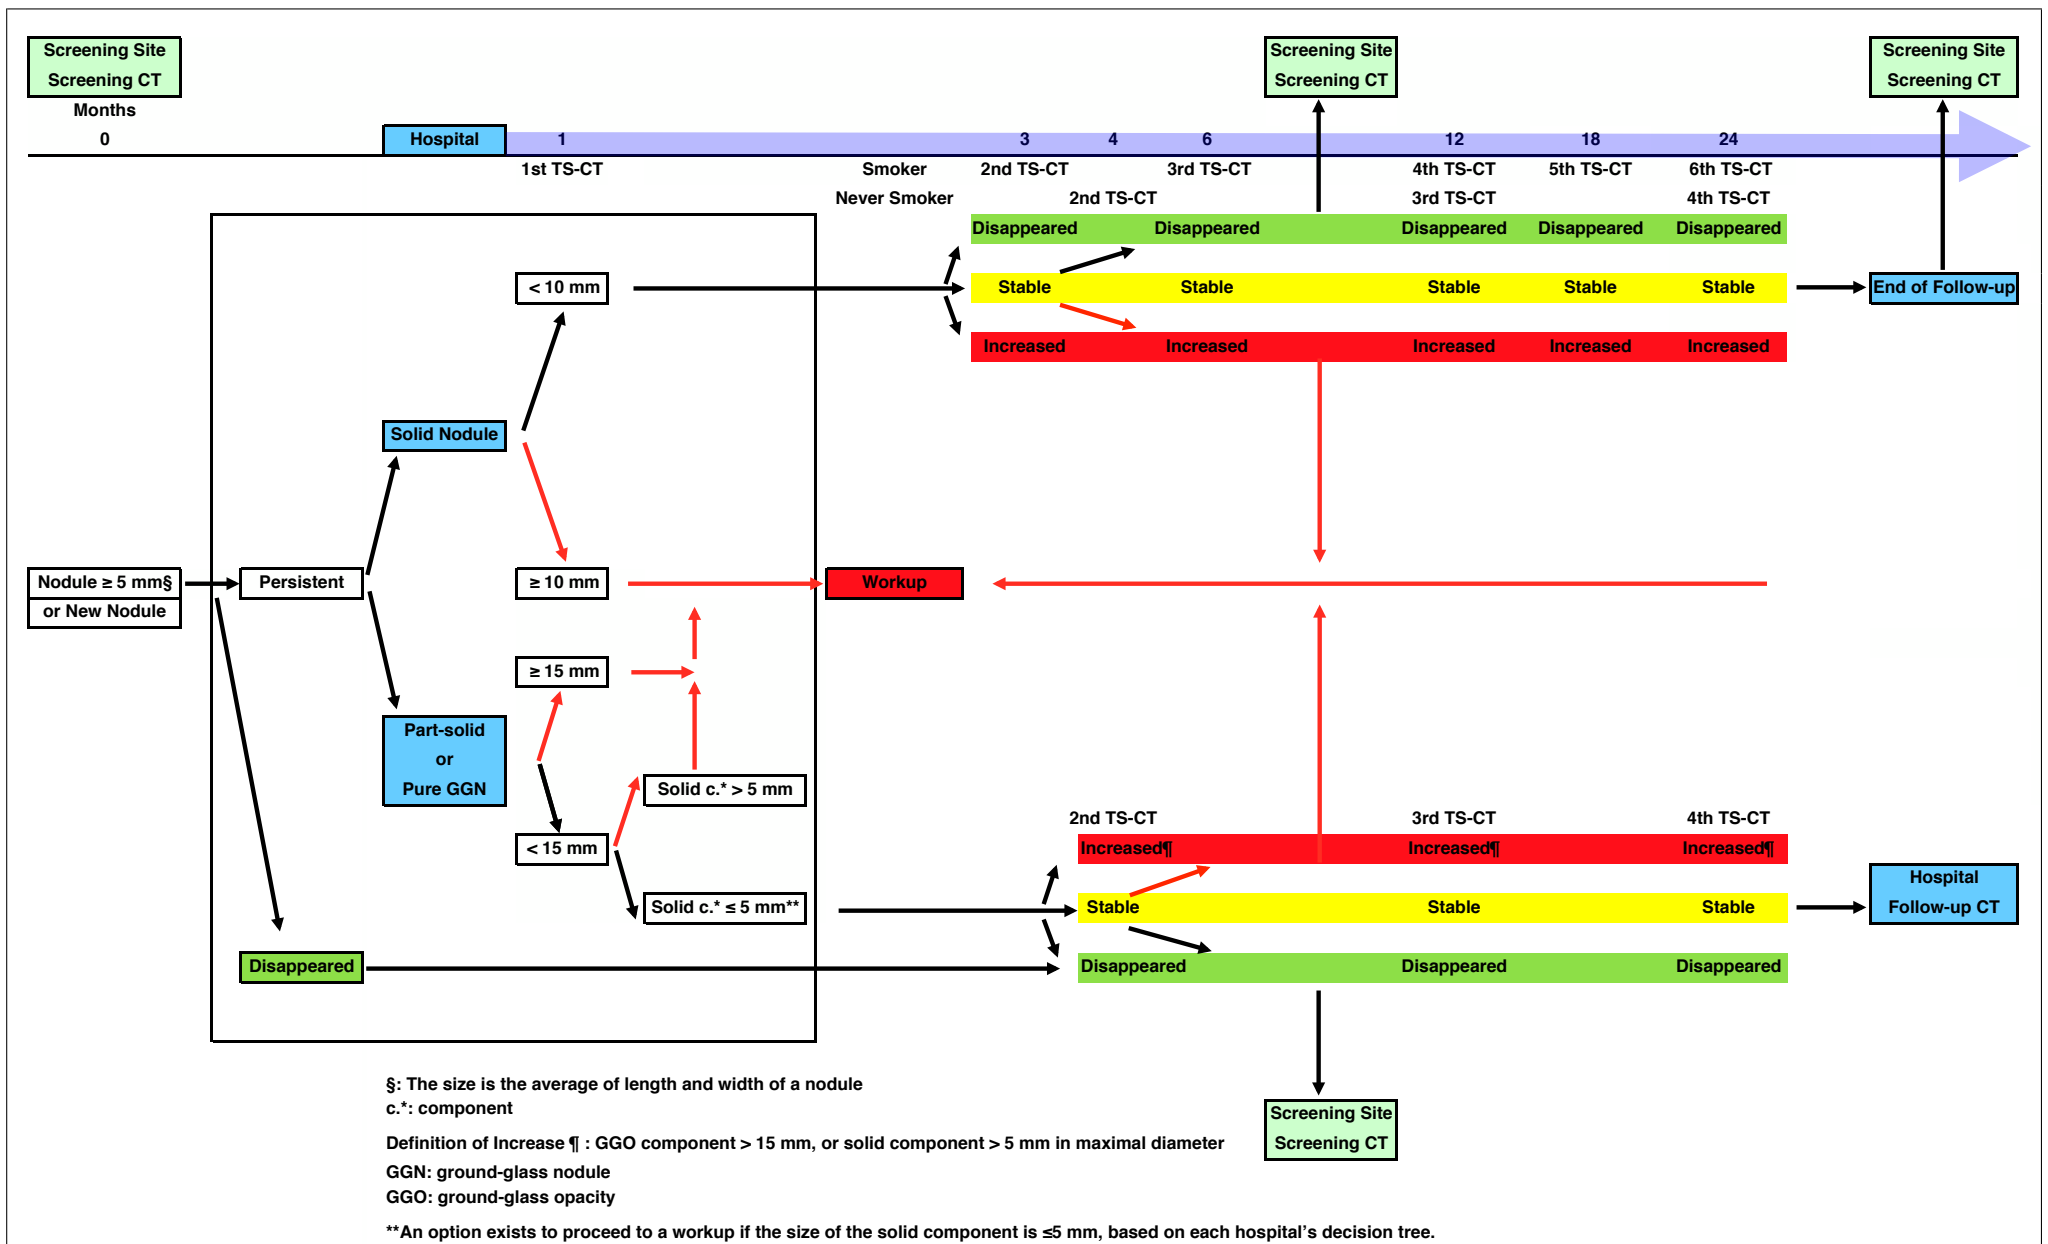 Screening Site
Screening CT
Screening Site
Screening CT
Screening Site
Screening CT
Months
0
Hospital
1
3
4
6
12
18
24
1st TS-CT
Smoker
2nd TS-CT
3rd TS-CT
4th TS-CT
5th TS-CT
6th TS-CT
Never Smoker
2nd TS-CT
3rd TS-CT
4th TS-CT
Disappeared
Disappeared
Disappeared
Disappeared
Disappeared
< 10 mm
Stable
Stable
Stable
Stable
Stable
End of Follow-up
Increased
Increased
Increased
Increased
Increased
Solid Nodule
Nodule ≥ 5 mm§
or New Nodule
Persistent
≥ 10 mm
Workup
≥ 15 mm
Part-solid
or
Pure GGN
Solid c.* > 5 mm
< 15 mm
2nd TS-CT
3rd TS-CT
4th TS-CT
Increased¶
Increased¶
Increased¶
Solid c.* ≤ 5 mm**
Stable
Stable
Stable
Hospital
Follow-up CT
Disappeared
Disappeared
Disappeared
Disappeared
Screening Site
Screening CT
§: The size is the average of length and width of a nodule
c.*: component
Definition of Increase ¶ : GGO component > 15 mm, or solid component > 5 mm in maximal diameter
GGN: ground-glass nodule
GGO: ground-glass opacity
**An option exists to proceed to a workup if the size of the solid component is ≤5 mm, based on each hospital's decision tree.